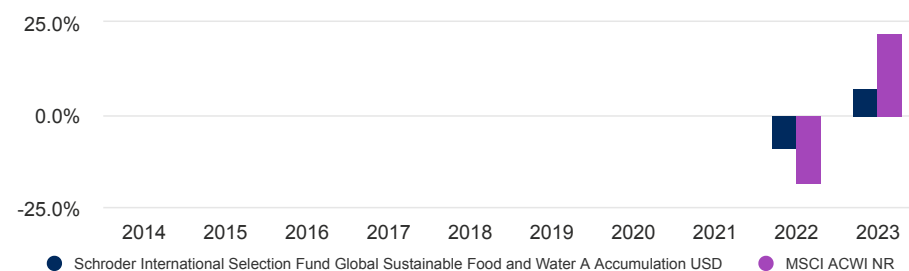 25.0%
0.0%
-25.0%
2014 2015 2016 2017 2018 2019 2020 2021 2022 2023
Schroder International Selection Fund Global Sustainable Food and Water A Accumulation USD MSCI ACWI NR